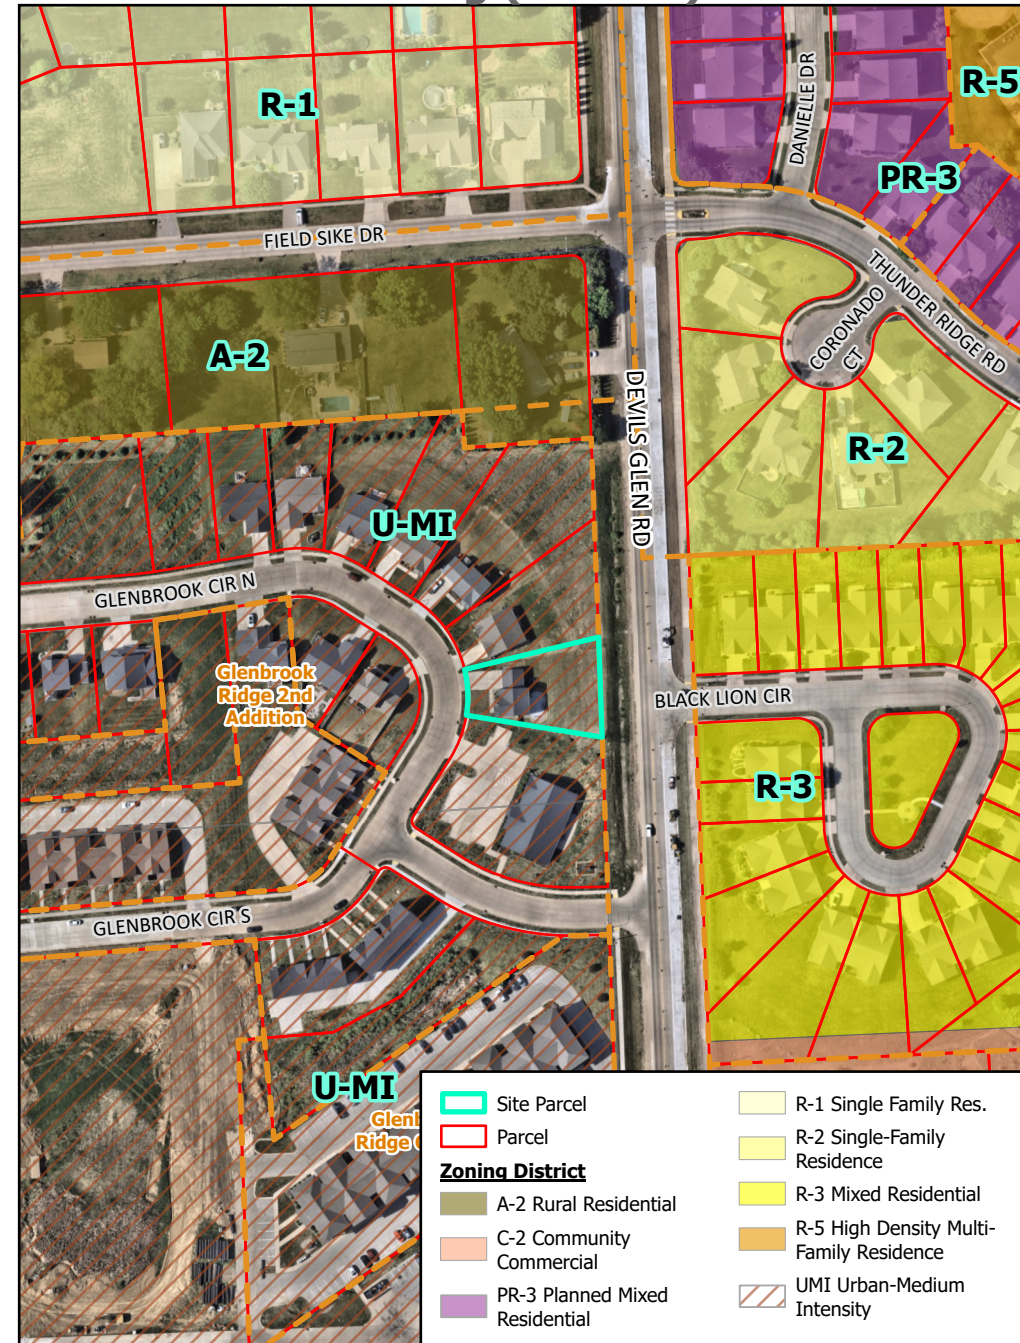 R-1
DANIELLE DR
R-5
PR-3
FIELD SIKE DR
THUNDER RIDGE RD
CORONADO
CT
A-2
DEVILS GLEN RD
R-2
U-MI
GLENBROOK CIR N
Glenbrook
Ridge 2nd
Addition
BLACK LION CIR
R-3
GLENBROOK CIR S
U-MI
Glenb
Ridge
Site Parcel
Parcel
Zoning District
A-2 Rural Residential
C-2 Community
Commercial
PR-3 Planned Mixed
Residential
R-1 Single Family Res.
R-2 Single-Family
Residence
R-3 Mixed Residential
R-5 High Density Multi-
Family Residence
UMI Urban-Medium
Intensity